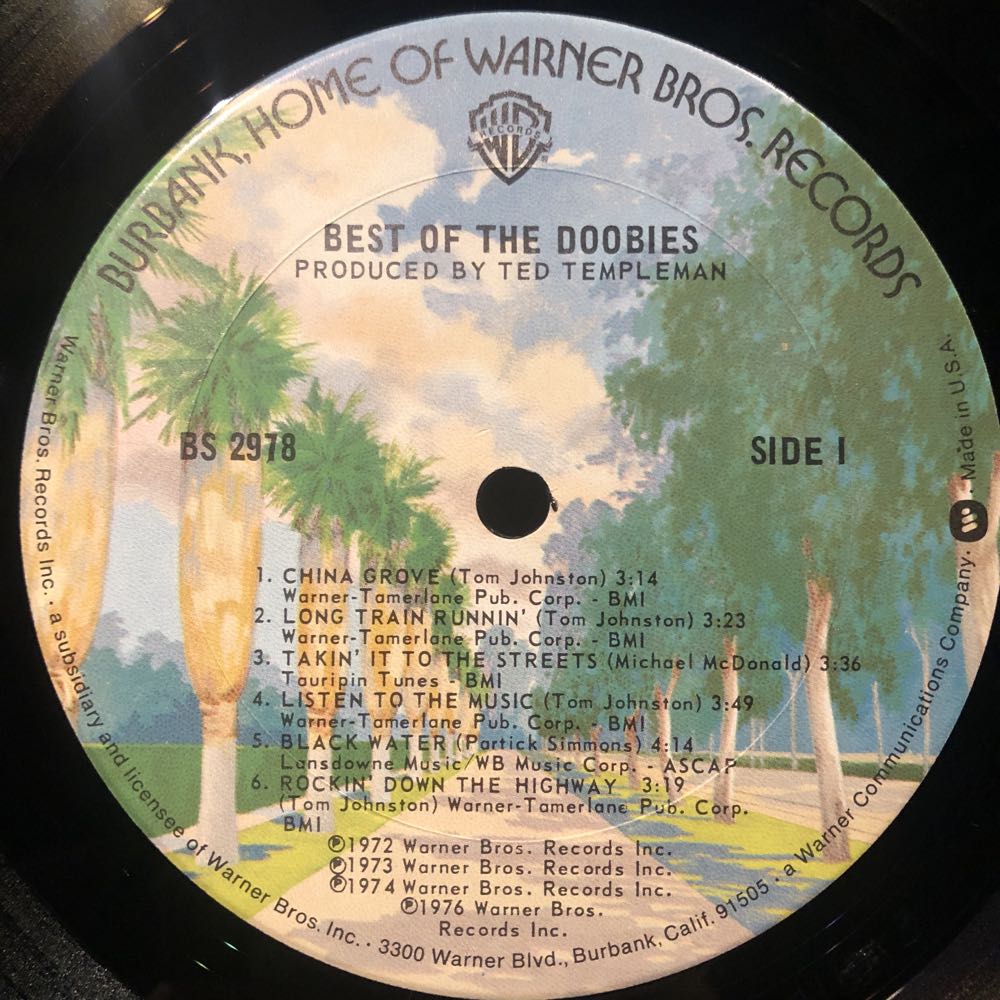 BURBANK, HOME OF WARNER BROS. RECORDS
W
RECORDS
BEST OF THE DOOBIES
PRODUCED BY TED TEMPLEMAN
BS 2978
SIDE 1
1. CHINA GROVE (Tom Johnston) 3:14
Warner-Tamerlane Pub. Corp. - BMI
2. LONG TRAIN RUNNIN' (Tom Johnston) 3:23
Warner-Tamerlane Pub. Corp. - BMI
3. TAKIN' IT TO THE STREETS (Michael McDonald) 3:36
Tauripin Tunes - BMI
4. LISTEN TO THE MUSIC (Tom Johnston) 3:49
Warner-Tamerlane Pub. Corp. - BMI
5. BLACK WATER (Partick Simmons) 4:14
Lansdowne Music/WB Music Corp. - ASCAP
6. ROCKIN' DOWN THE HIGHWAY 3:19
(Tom Johnston) Warner-Tamerlane Pub. Corp.
BMI
℗1972 Warner Bros. Records Inc.
℗1973 Warner Bros. Records Inc.
℗1974 Warner Bros. Records Inc.
℗1976 Warner Bros.
Records Inc.
Warner Bros. Records Inc. · a subsidiary and licensee of Warner Bros. Inc. · 3300 Warner Blvd., Burbank, Calif. 91505 · a Warner Communications Company. · Made in U.S.A.